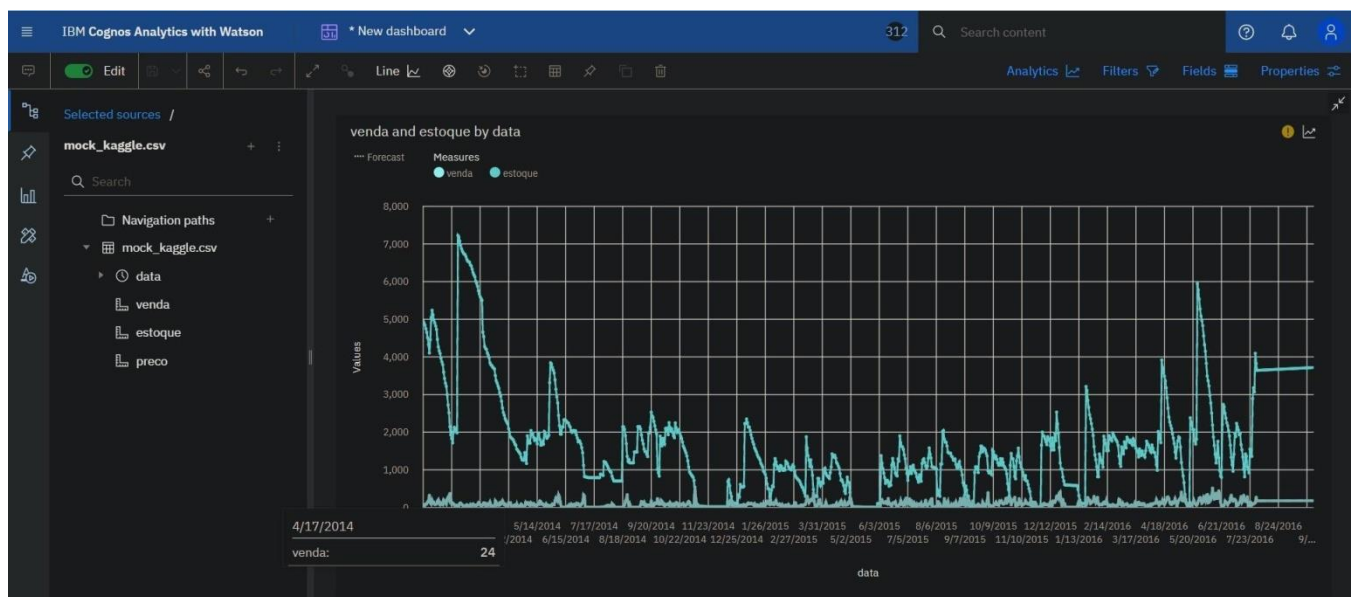 IBM Cognos Analytics with Watson
* New dashboard
312
Search content
Edit
Line
Analytics
Filters
Fields
Properties
Selected sources /
mock_kaggle.csv
Search
Navigation paths
mock_kaggle.csv
data
venda
estoque
preco
venda and estoque by data
Forecast
Measures
venda
estoque
Values
8,000
7,000
6,000
5,000
4,000
3,000
2,000
1,000
0
5/14/2014 7/17/2014 9/20/2014 11/23/2014 1/26/2015 3/31/2015 6/3/2015 8/6/2015 10/9/2015 12/12/2015 2/14/2016 4/18/2016 6/21/2016 8/24/2016
/2014 6/15/2014 8/18/2014 10/22/2014 12/25/2014 2/27/2015 5/2/2015 7/5/2015 9/7/2015 11/10/2015 1/13/2016 3/17/2016 5/20/2016 7/23/2016 9/...
data
4/17/2014
venda: 24